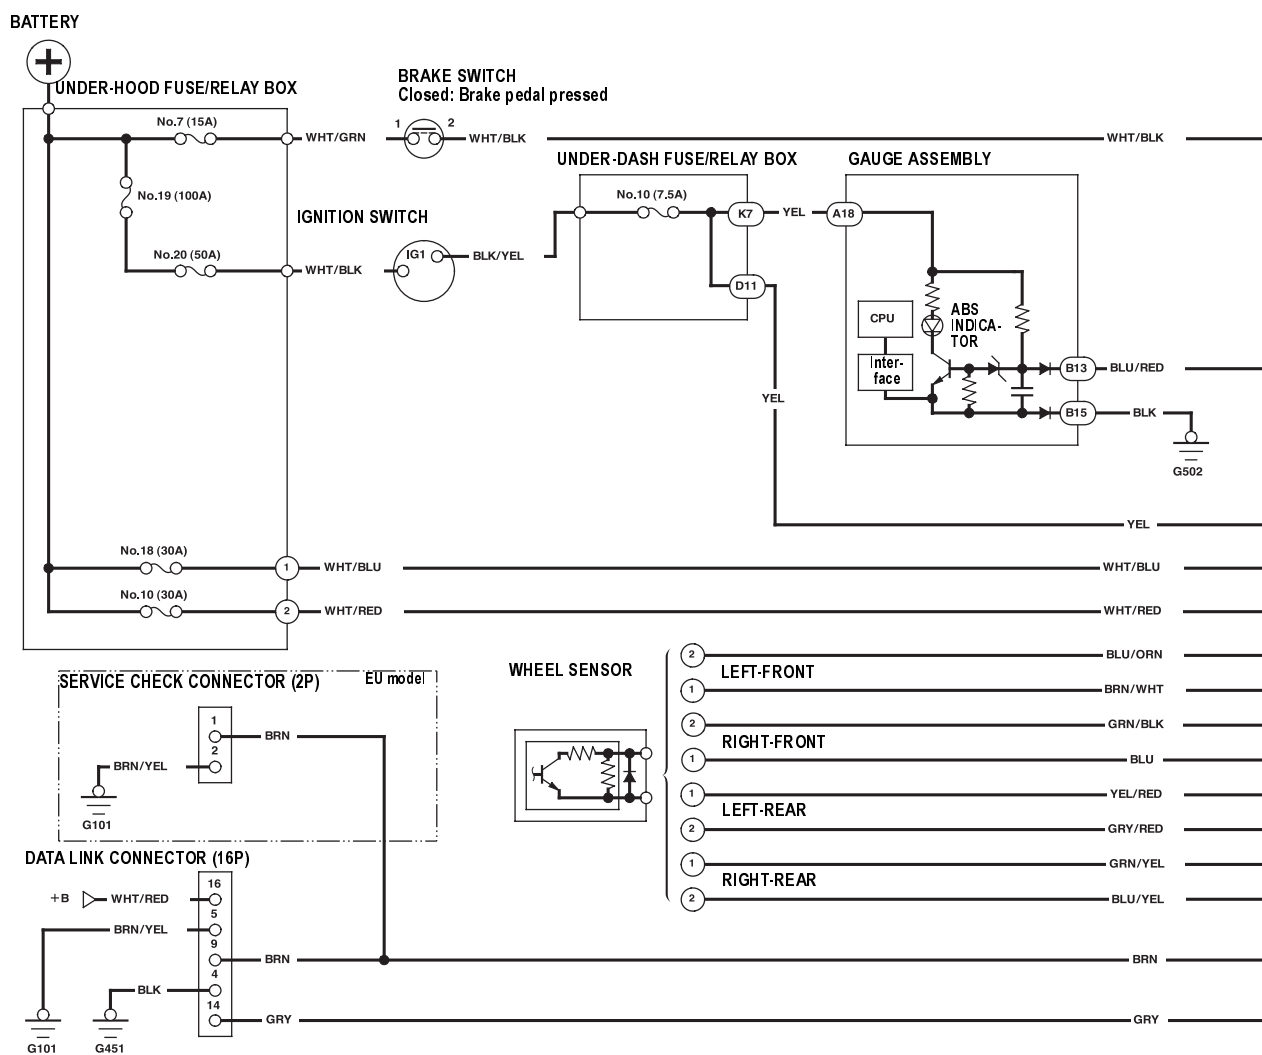 BATTERY
UNDER-HOOD FUSE/RELAY BOX
BRAKE SWITCH
Closed: Brake pedal pressed
No.7 (15A)
WHT/GRN
1
2
WHT/BLK
WHT/BLK
No.19 (100A)
UNDER-DASH FUSE/RELAY BOX
GAUGE ASSEMBLY
No.10 (7.5A)
K7
YEL
A18
IGNITION SWITCH
No.20 (50A)
WHT/BLK
IG1
BLK/YEL
D11
CPU
ABS
INDICA-
TOR
Inter-
face
B13
BLU/RED
YEL
B15
BLK
G502
YEL
No.18 (30A)
1
WHT/BLU
WHT/BLU
No.10 (30A)
2
WHT/RED
WHT/RED
SERVICE CHECK CONNECTOR (2P)
EU model
1
BRN
2
BRN/YEL
G101
WHEEL SENSOR
2
BLU/ORN
LEFT-FRONT
1
BRN/WHT
2
GRN/BLK
RIGHT-FRONT
1
BLU
1
YEL/RED
LEFT-REAR
2
GRY/RED
1
GRN/YEL
RIGHT-REAR
2
BLU/YEL
DATA LINK CONNECTOR (16P)
16
+B
WHT/RED
5
BRN/YEL
9
BRN
BRN
4
BLK
14
GRY
GRY
G101
G451